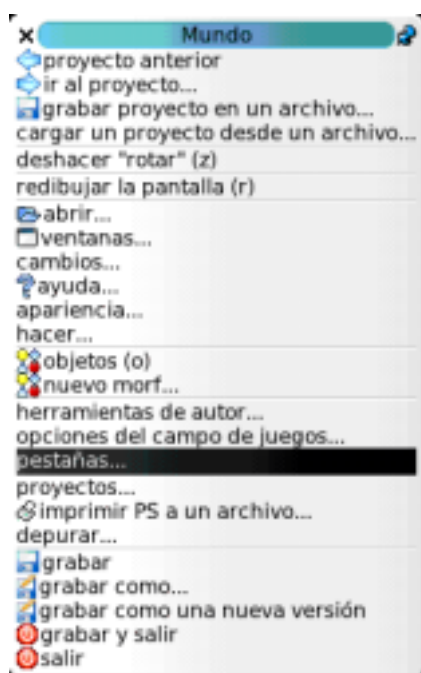 Mundo
proyecto anterior
ir al proyecto...
grabar proyecto en un archivo...
cargar un proyecto desde un archivo...
deshacer "rotar" (z)
redibujar la pantalla (r)
abrir...
ventanas...
cambios...
ayuda...
apariencia...
hacer...
objetos (o)
nuevo morf...
herramientas de autor...
opciones del campo de juegos...
pestañas...
proyectos...
imprimir PS a un archivo...
depurar...
grabar
grabar como...
grabar como una nueva versión
grabar y salir
salir